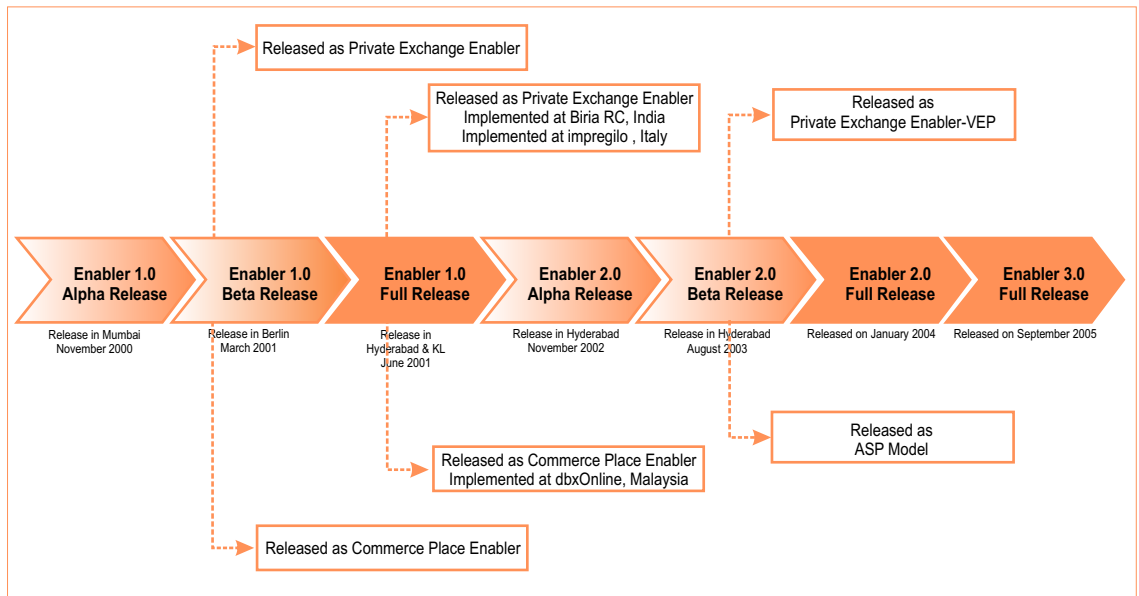 Released as Private Exchange Enabler
Released as Private Exchange Enabler
Implemented at Biria RC, India
Implemented at impregilo , Italy
Released as
Private Exchange Enabler-VEP
Enabler 1.0
Alpha Release
Enabler 1.0
Beta Release
Enabler 1.0
Full Release
Enabler 2.0
Alpha Release
Enabler 2.0
Beta Release
Enabler 2.0
Full Release
Enabler 3.0
Full Release
Release in Mumbai
November 2000
Release in Berlin
March 2001
Release in
Hyderabad & KL
June 2001
Release in Hyderabad
November 2002
Release in Hyderabad
August 2003
Released on January 2004
Released on September 2005
Released as
ASP Model
Released as Commerce Place Enabler
Implemented at dbxOnline, Malaysia
Released as Commerce Place Enabler